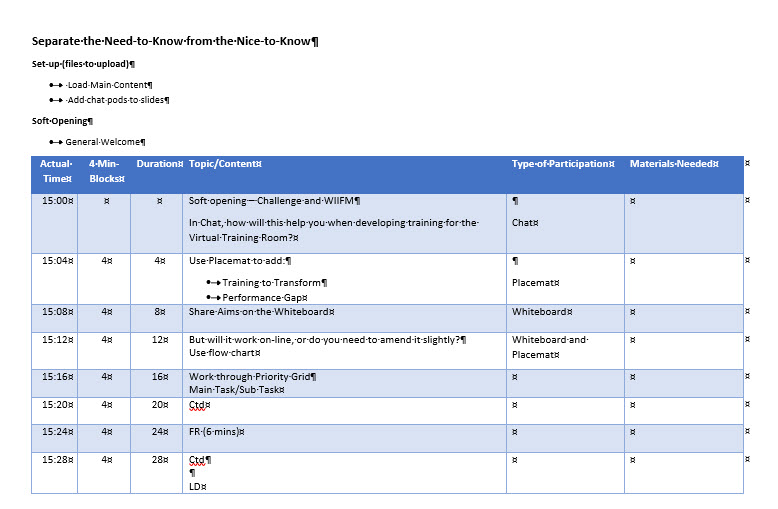 Separate the Need-to-Know from the Nice-to-Know¶
Set-up (files to upload)¶
•→ Load Main Content¶
•→ Add chat pods to slides¶
Soft Opening¶
•→ General Welcome¶
Actual Time¤ 4-Min-Blocks¤ Duration¤ Topic/Content¤ Type of Participation¤ Materials Needed¤ ¤
15:00¤ ¤ ¤ Soft opening — Challenge and WIIFM¶ ¶ ¤ ¤
In Chat, how will this help you when developing training for the Chat¤
Virtual Training Room?¤
15:04¤ 4¤ 4¤ Use Placemat to add:¶ ¶ ¤ ¤
•→Training to Transform¶ Placemat¤
•→Performance Gap¤
15:08¤ 4¤ 8¤ Share Aims on the Whiteboard¤ Whiteboard¤ ¤ ¤
15:12¤ 4¤ 12¤ But will it work on-line, or do you need to amend it slightly?¶ Whiteboard and ¤ ¤
Use flow chart¤ Placemat¤
15:16¤ 4¤ 16¤ Work through Priority Grid¶ ¤ ¤ ¤
Main Task/Sub Task¤
15:20¤ 4¤ 20¤ Ctd¤ ¤ ¤ ¤
15:24¤ 4¤ 24¤ FR (6 mins)¤ ¤ ¤ ¤
15:28¤ 4¤ 28¤ Ctd¶ ¤ ¤ ¤
¶
LD¤